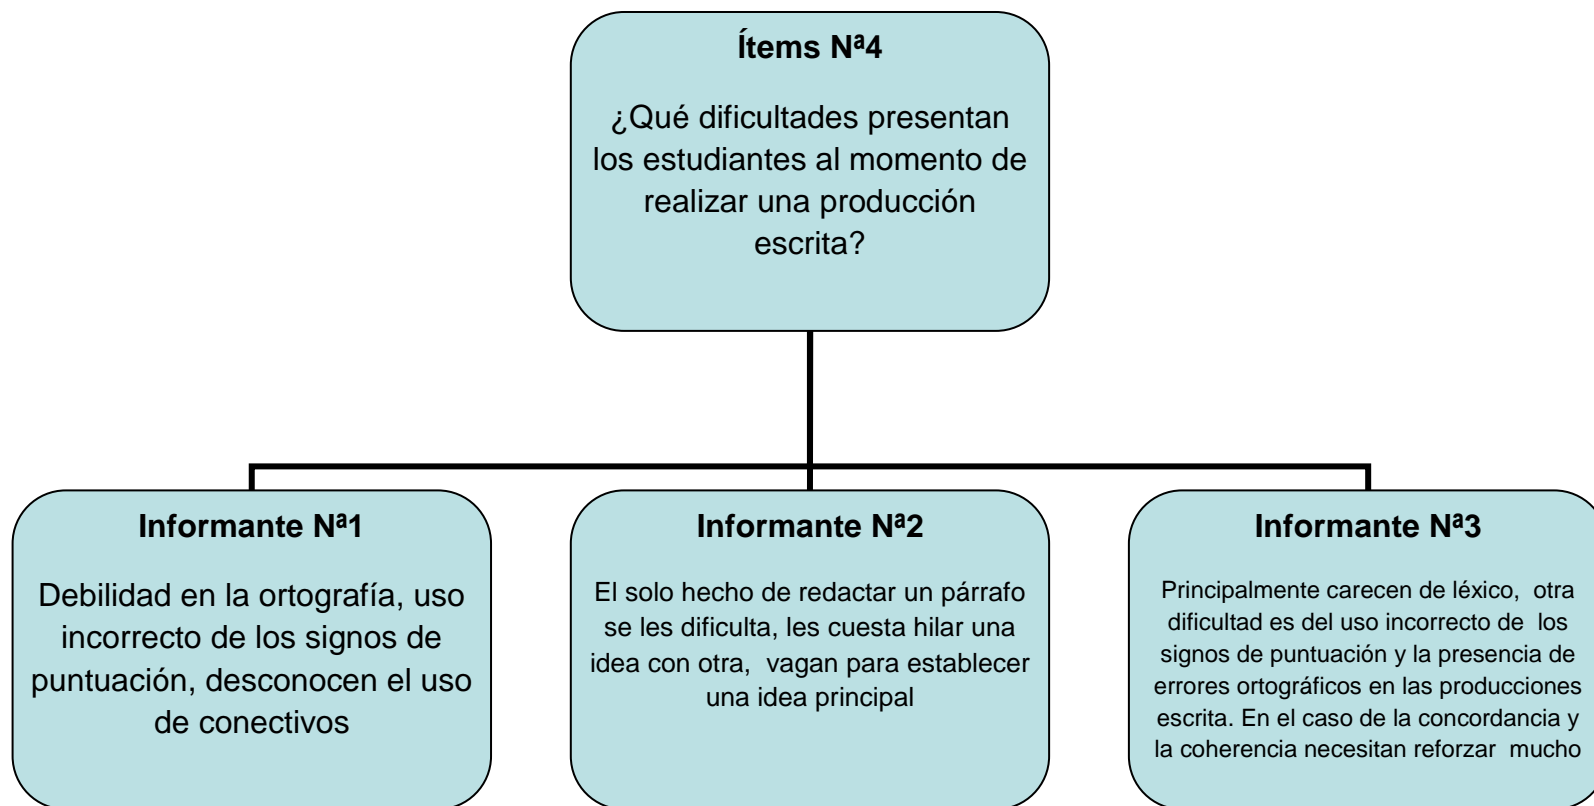 Ítems Nª4
¿Qué dificultades presentan
los estudiantes al momento de
realizar una producción
escrita?
Informante Nª1
Debilidad en la ortografía, uso
incorrecto de los signos de
puntuación, desconocen el uso
de conectivos
Informante Nª2
El solo hecho de redactar un párrafo
se les dificulta, les cuesta hilar una
idea con otra, vagan para establecer
una idea principal
Informante Nª3
Principalmente carecen de léxico, otra
dificultad es del uso incorrecto de los
signos de puntuación y la presencia de
errores ortográficos en las producciones
escrita. En el caso de la concordancia y
la coherencia necesitan reforzar mucho